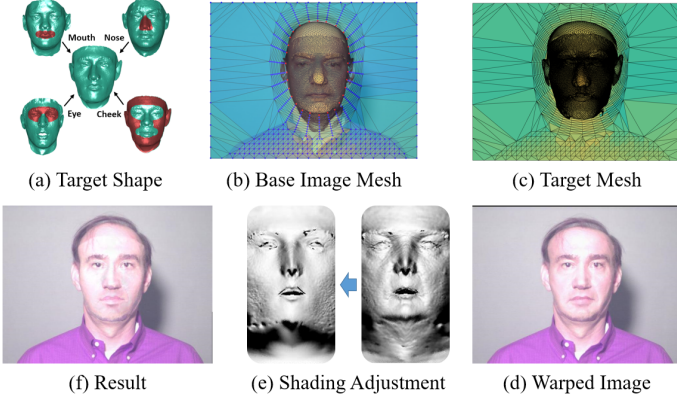 Mouth
Nose
Eye
Cheek
(a) Target Shape
(b) Base Image Mesh
(c) Target Mesh
(f) Result
(e) Shading Adjustment
(d) Warped Image